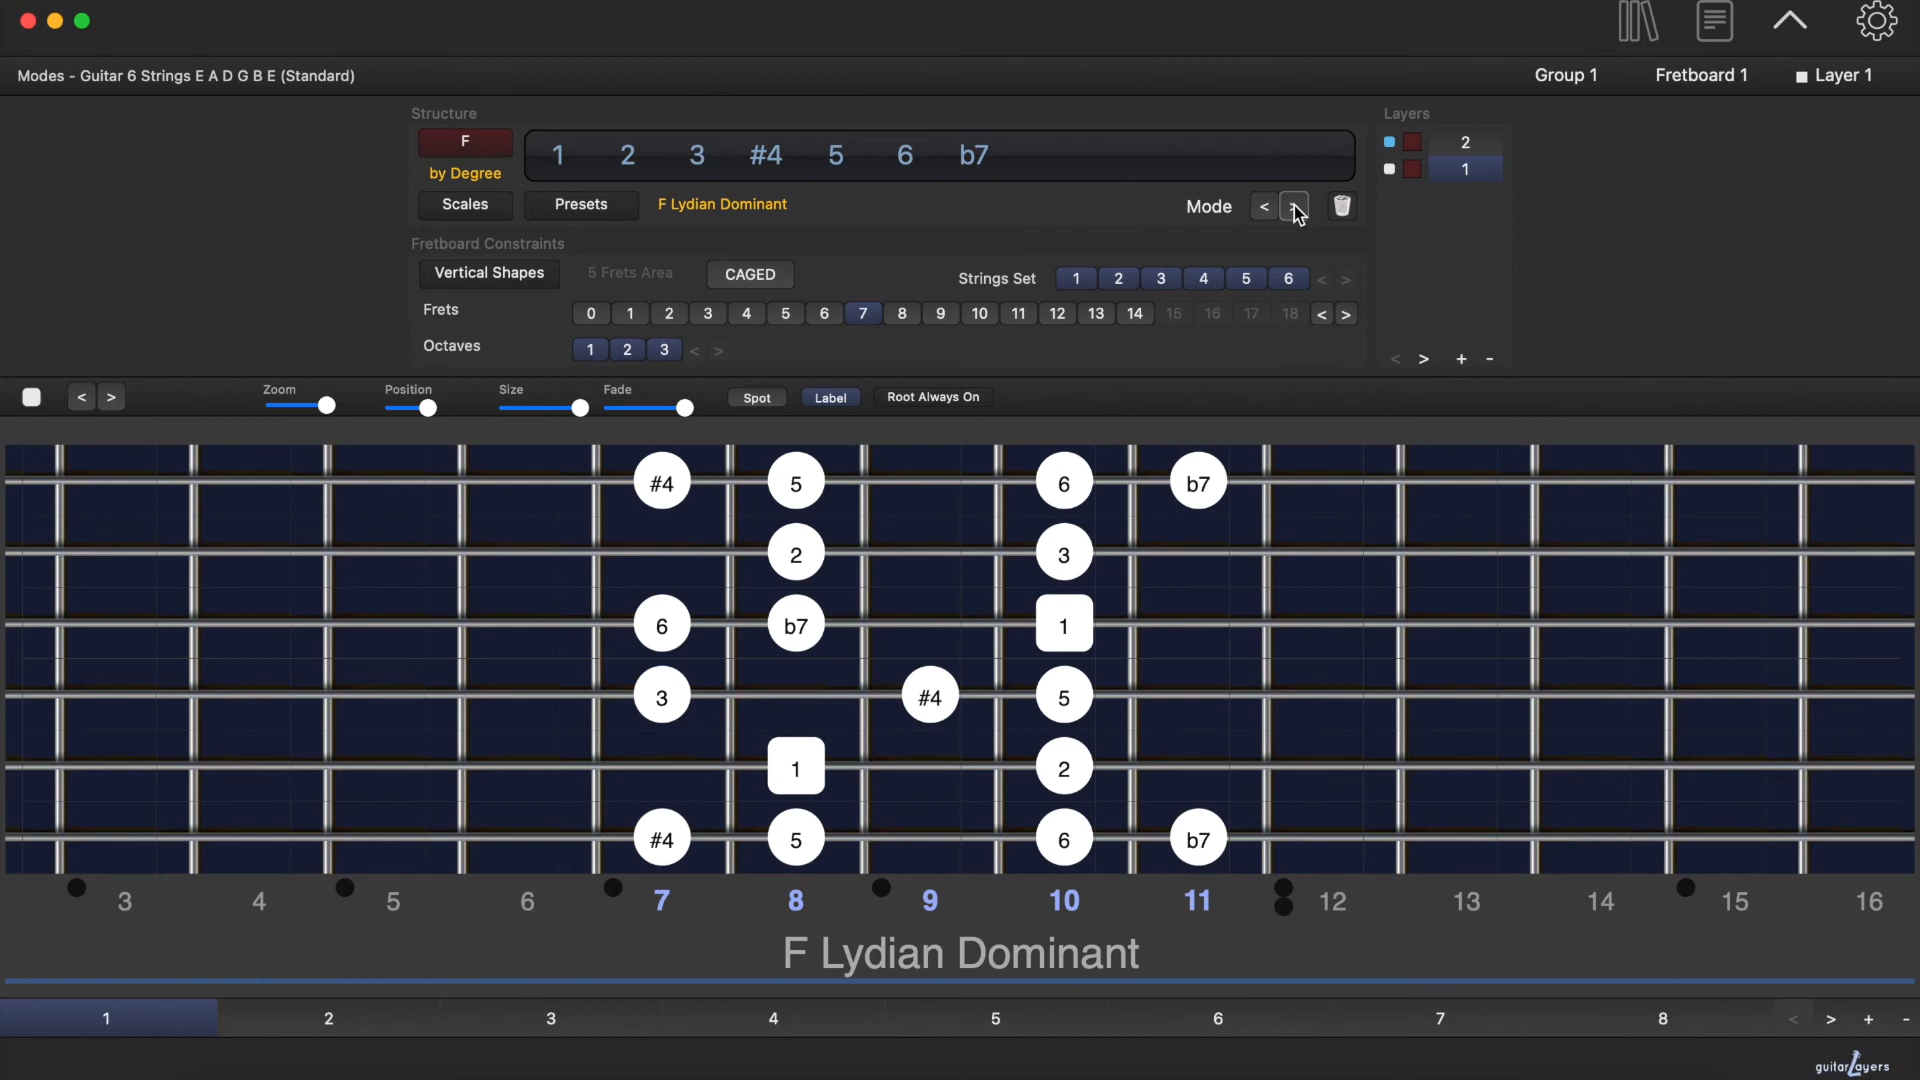 Modes - Guitar 6 Strings E A D G B E (Standard)
Group 1 Fretboard 1 Layer 1
Structure
Layers
F
1 2 3 #4 5 6 b7
2
1
by Degree
Scales Presets F Lydian Dominant Mode < >
Fretboard Constraints
Vertical Shapes 5 Frets Area CAGED Strings Set 1 2 3 4 5 6 < >
Frets 0 1 2 3 4 5 6 7 8 9 10 11 12 13 14 15 16 17 18 < >
Octaves 1 2 3 < >
< > + -
< > Zoom Position Size Fade Spot Label Root Always On
#4 5 6 b7
2 3
6 b7 1
3 #4 5
1 2
#4 5 6 b7
3 4 5 6 7 8 9 10 11 12 13 14 15 16
F Lydian Dominant
1 2 3 4 5 6 7 8 < > + -
guitarLayers